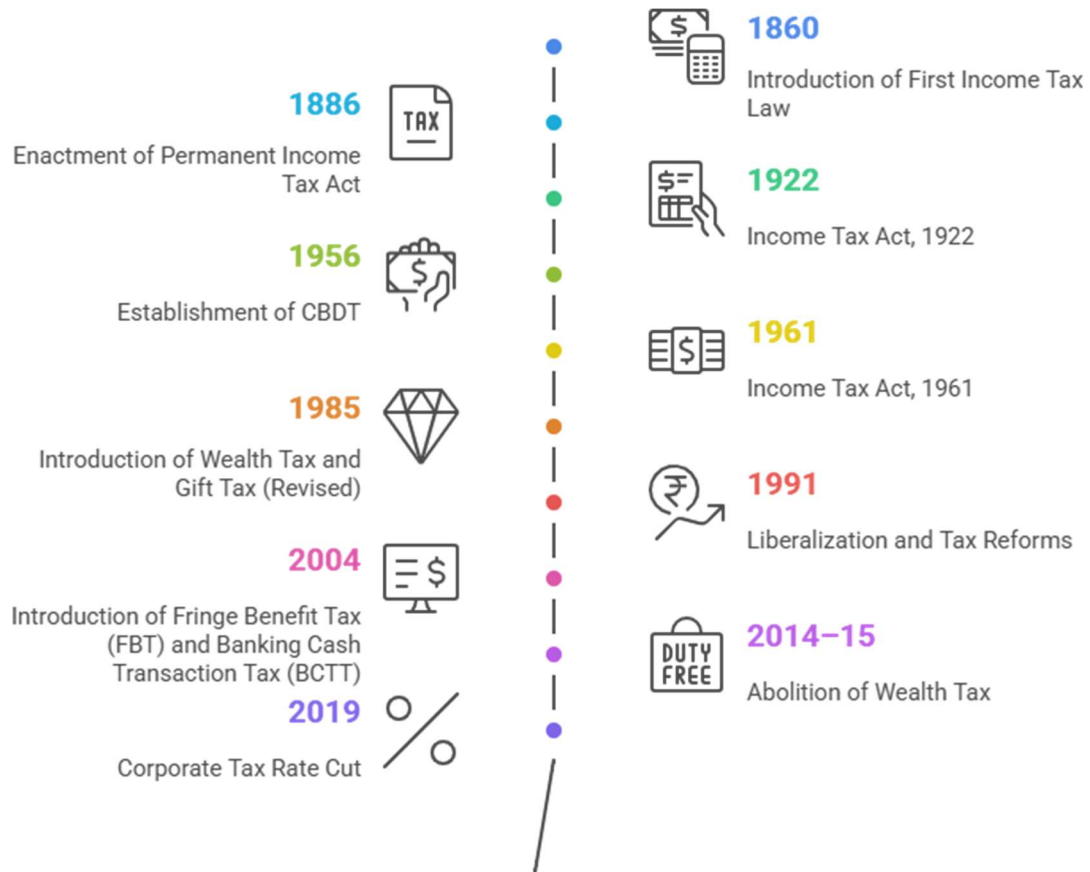 1860
Introduction of First Income Tax
Law
1886
TAX
Enactment of Permanent Income
Tax Act
1922
Income Tax Act, 1922
1956
Establishment of CBDT
1961
Income Tax Act, 1961
1985
Introduction of Wealth Tax and
Gift Tax (Revised)
1991
Liberalization and Tax Reforms
2004
Introduction of Fringe Benefit Tax
(FBT) and Banking Cash
Transaction Tax (BCTT)
2014–15
DUTY
FREE
Abolition of Wealth Tax
2019
Corporate Tax Rate Cut